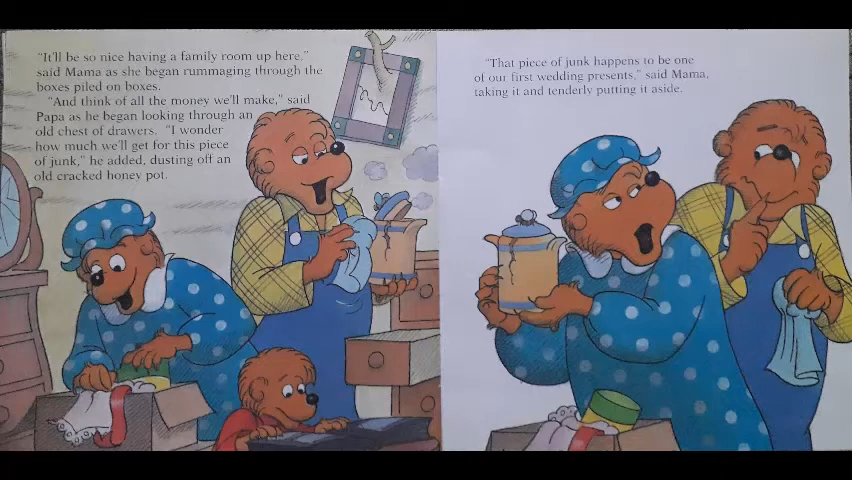 "It'll be so nice having a family room up here,"
said Mama as she began rummaging through the
boxes piled on boxes.
"And think of all the money we'll make," said
Papa as he began looking through an
old chest of drawers. "I wonder
how much we'll get for this piece
of junk," he added, dusting off an
old cracked honey pot.
"That piece of junk happens to be one
of our first wedding presents," said Mama,
taking it and tenderly putting it aside.